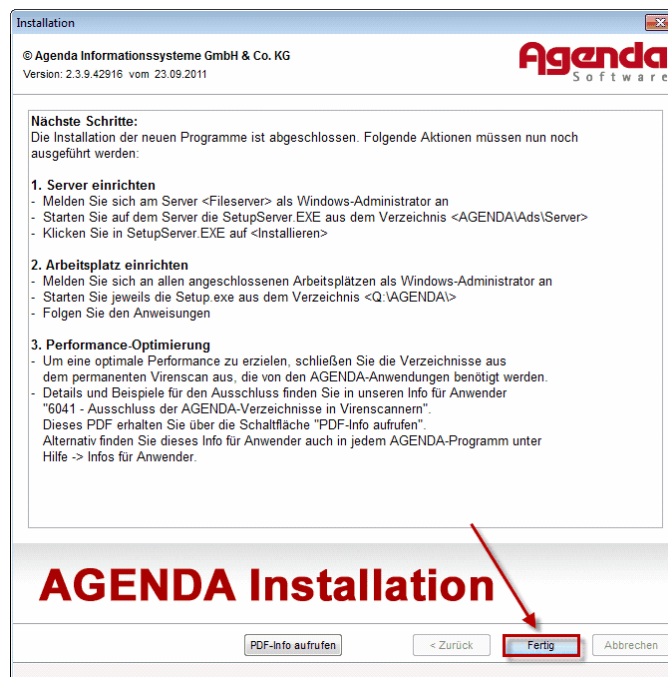 Installation
© Agenda Informationssysteme GmbH & Co. KG
Version: 2.3.9.42916 vom 23.09.2011
Agenda
Software
Nächste Schritte:
Die Installation der neuen Programme ist abgeschlossen. Folgende Aktionen müssen nun noch
ausgeführt werden:
1. Server einrichten
- Melden Sie sich am Server <Fileserver> als Windows-Administrator an
- Starten Sie auf dem Server die SetupServer.EXE aus dem Verzeichnis <AGENDA\Ads\Server>
- Klicken Sie in SetupServer.EXE auf <Installieren>
2. Arbeitsplatz einrichten
- Melden Sie sich an allen angeschlossenen Arbeitsplätzen als Windows-Administrator an
- Starten Sie jeweils die Setup.exe aus dem Verzeichnis <Q:\AGENDA\>
- Folgen Sie den Anweisungen
3. Performance-Optimierung
- Um eine optimale Performance zu erzielen, schließen Sie die Verzeichnisse aus
dem permanenten Virenscan aus, die von den AGENDA-Anwendungen benötigt werden.
- Details und Beispiele für den Ausschluss finden Sie in unseren Info für Anwender
"6041 - Ausschluss der AGENDA-Verzeichnisse in Virenscannern".
Dieses PDF erhalten Sie über die Schaltfläche "PDF-Info aufrufen".
Alternativ finden Sie dieses Info für Anwender auch in jedem AGENDA-Programm unter
Hilfe -> Infos für Anwender.
AGENDA Installation
PDF-Info aufrufen
< Zurück
Fertig
Abbrechen